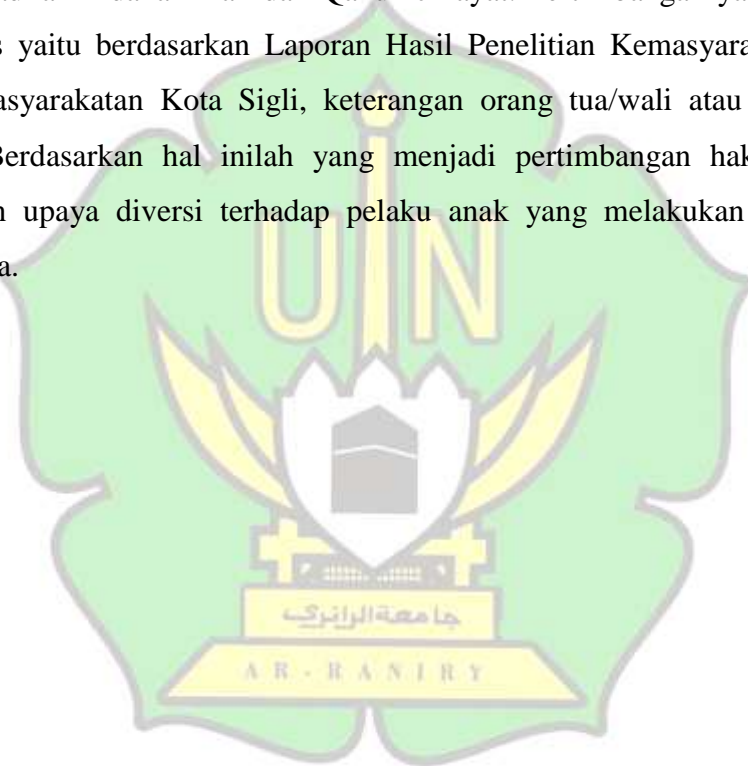 s yaitu berdasarkan Laporan Hasil Penelitian Kemasyara
asyarakatan Kota Sigli, keterangan orang tua/wali atau
Berdasarkan hal inilah yang menjadi pertimbangan hak
upaya diversi terhadap pelaku anak yang melakukan
a.
UIN
جامعة الرانري
AR-RANIRY